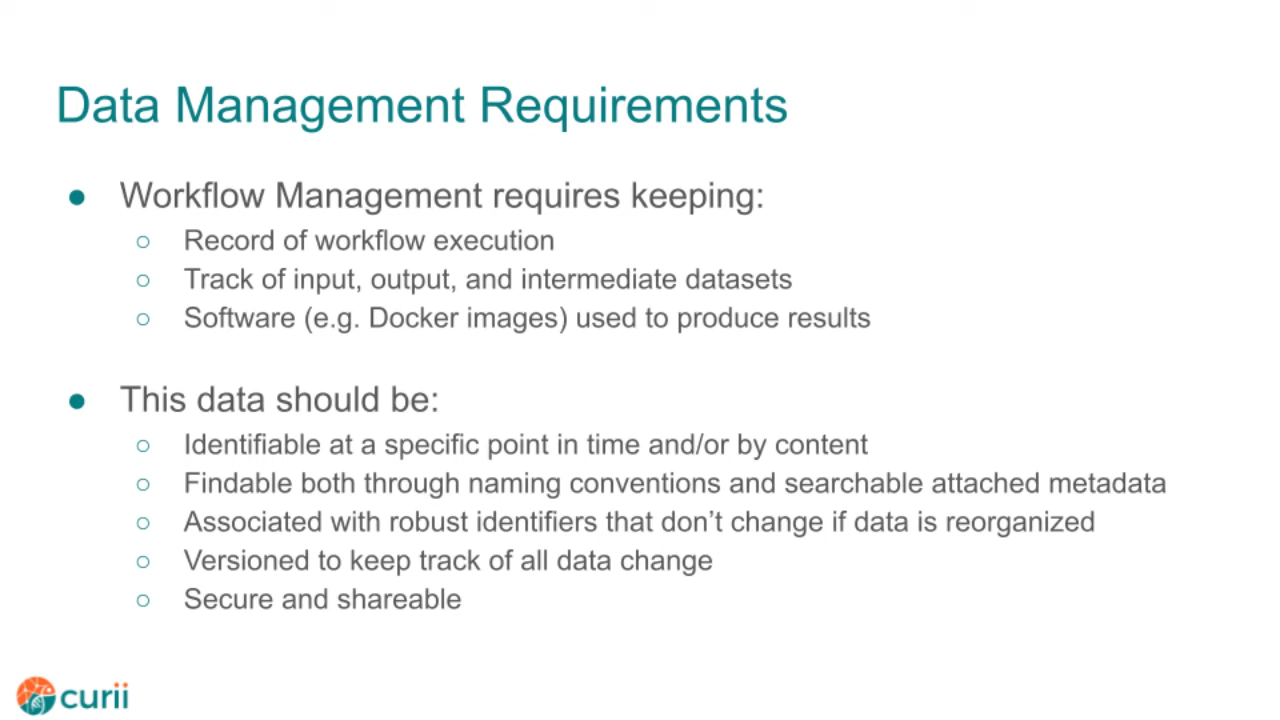 Data Management Requirements
● Workflow Management requires keeping:
○ Record of workflow execution
○ Track of input, output, and intermediate datasets
○ Software (e.g. Docker images) used to produce results
● This data should be:
○ Identifiable at a specific point in time and/or by content
○ Findable both through naming conventions and searchable attached metadata
○ Associated with robust identifiers that don’t change if data is reorganized
○ Versioned to keep track of all data change
○ Secure and shareable
curii